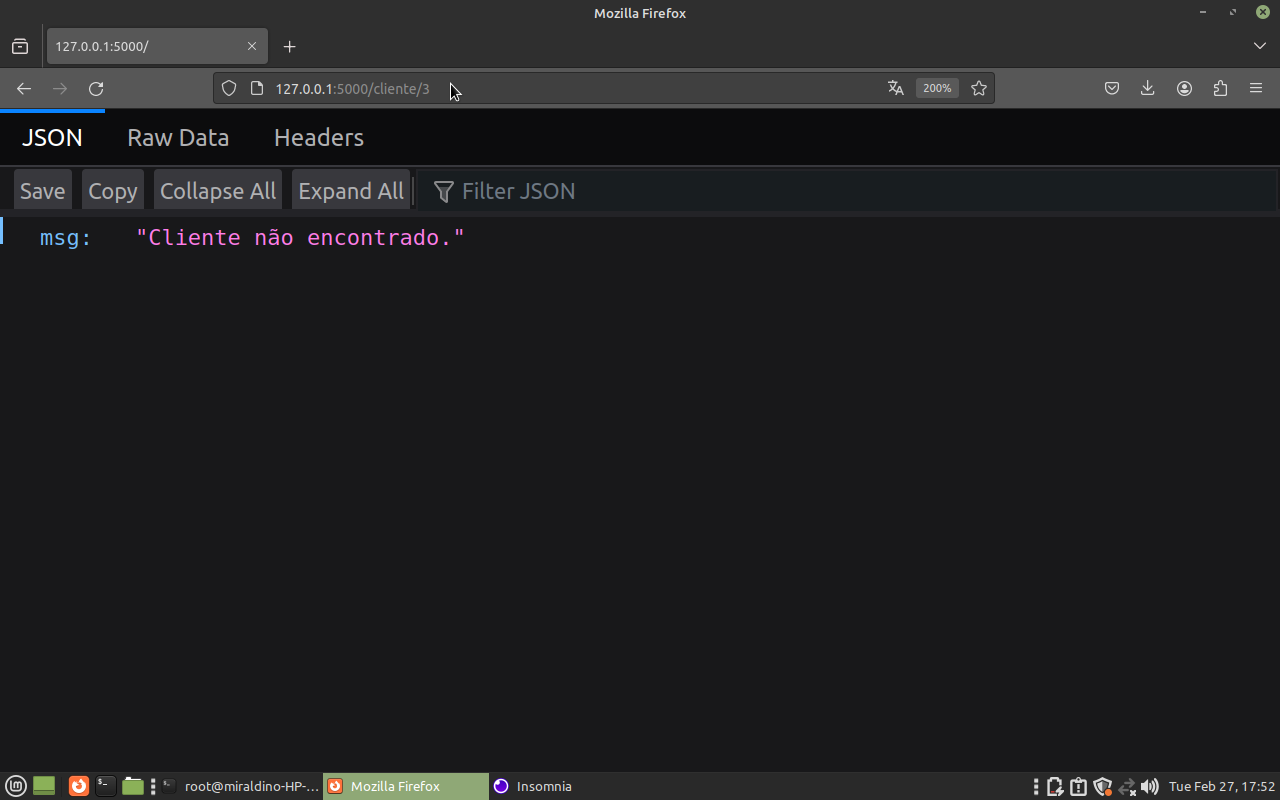 Mozilla Firefox
127.0.0.1:5000/
127.0.0.1:5000/cliente/3
200%
JSON Raw Data Headers
Save Copy Collapse All Expand All Filter JSON
msg: "Cliente não encontrado."
root@miraldino-HP-... Mozilla Firefox Insomnia Tue Feb 27, 17:52